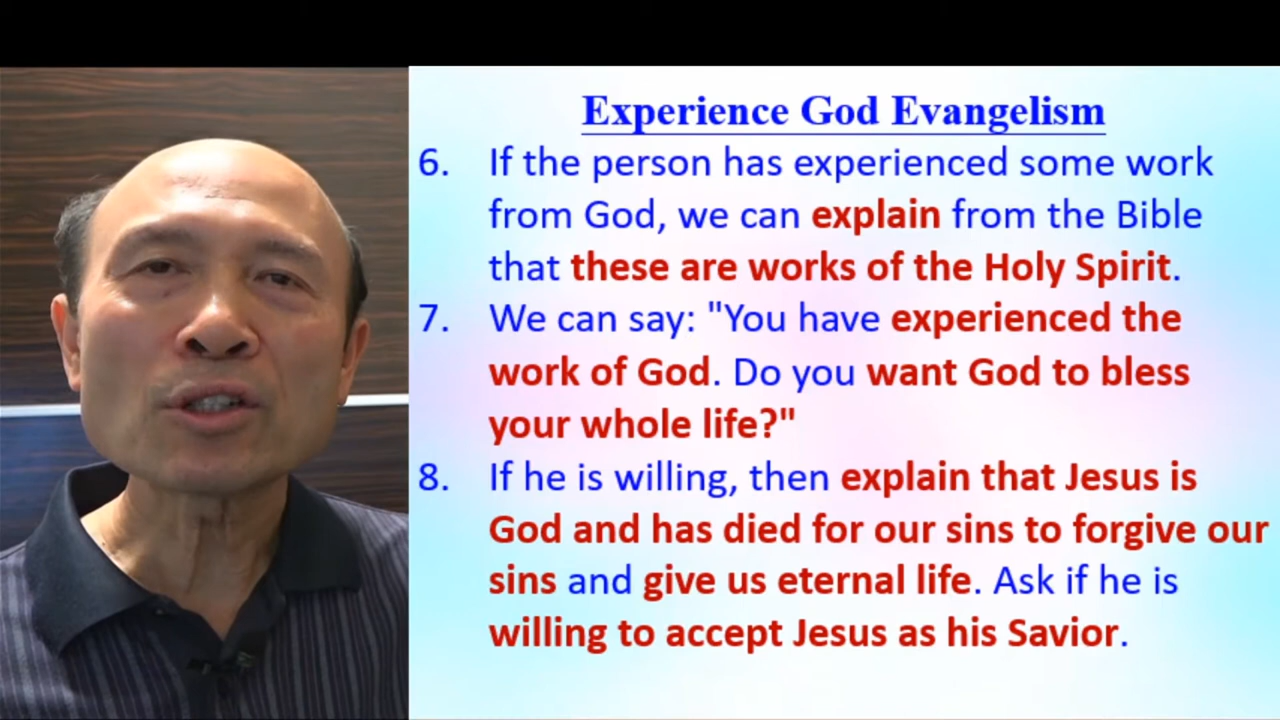 Experience God Evangelism
6. If the person has experienced some work
from God, we can explain from the Bible
that these are works of the Holy Spirit.
7. We can say: "You have experienced the
work of God. Do you want God to bless
your whole life?"
8. If he is willing, then explain that Jesus is
God and has died for our sins to forgive our
sins and give us eternal life. Ask if he is
willing to accept Jesus as his Savior.